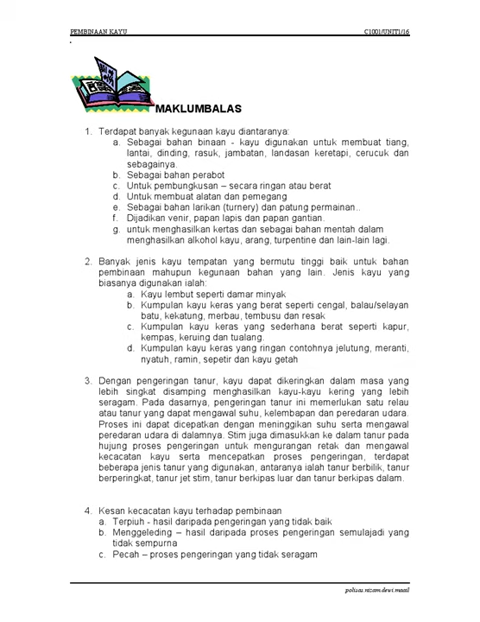 PEMBINAAN KAYU C1001/UNIT1/16
MAKLUMBALAS
1. Terdapat banyak kegunaan kayu diantaranya:
a. Sebagai bahan binaan - kayu digunakan untuk membuat tiang,
lantai, dinding, rasuk, jambatan, landasan keretapi, cerucuk dan
sebagainya.
b. Sebagai bahan perabot
c. Untuk pembungkusan – secara ringan atau berat
d. Untuk membuat alatan dan pemegang
e. Sebagai bahan larikan (turnery) dan patung permainan..
f. Dijadikan venir, papan lapis dan papan gantian.
g. untuk menghasilkan kertas dan sebagai bahan mentah dalam
menghasilkan alkohol kayu, arang, turpentine dan lain-lain lagi.
2. Banyak jenis kayu tempatan yang bermutu tinggi baik untuk bahan
pembinaan mahupun kegunaan bahan yang lain. Jenis kayu yang
biasanya digunakan ialah:
a. Kayu lembut seperti damar minyak
b. Kumpulan kayu keras yang berat seperti cengal, balau/selayan
batu, kekatung, merbau, tembusu dan resak
c. Kumpulan kayu keras yang sederhana berat seperti kapur,
kempas, keruing dan tualang.
d. Kumpulan kayu keras yang ringan contohnya jelutung, meranti,
nyatuh, ramin, sepetir dan kayu getah
3. Dengan pengeringan tanur, kayu dapat dikeringkan dalam masa yang
lebih singkat disamping menghasilkan kayu-kayu kering yang lebih
seragam. Pada dasarnya, pengeringan tanur ini memerlukan satu relau
atau tanur yang dapat mengawal suhu, kelembapan dan peredaran udara.
Proses ini dapat dicepatkan dengan meninggikan suhu serta mengawal
peredaran udara di dalamnya. Stim juga dimasukkan ke dalam tanur pada
hujung proses pengeringan untuk mengurangan retak dan mengawal
kecacatan kayu serta mencepatkan proses pengeringan, terdapat
beberapa jenis tanur yang digunakan, antaranya ialah tanur berbilik, tanur
berperingkat, tanur jet stim, tanur berkipas luar dan tanur berkipas dalam.
4. Kesan kecacatan kayu terhadap pembinaan
a. Terpiuh - hasil daripada pengeringan yang tidak baik
b. Menggeleding – hasil daripada proses pengeringan semulajadi yang
tidak sempurna
c. Pecah – proses pengeringan yang tidak seragam
polisas.nizam.dewi.maail